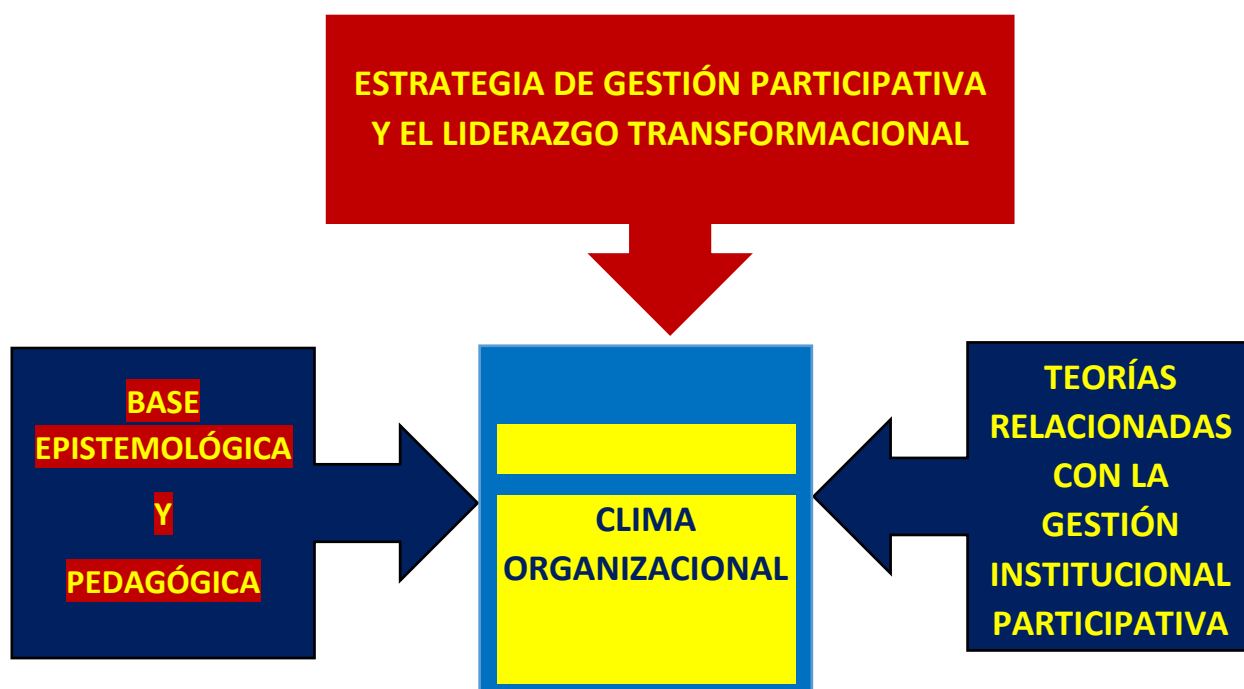 ESTRATEGIA DE GESTIÓN PARTICIPATIVA
Y EL LIDERAZGO TRANSFORMACIONAL
BASE
EPISTEMOLÓGICA
Y
PEDAGÓGICA
CLIMA
ORGANIZACIONAL
TEORÍAS
RELACIONADAS
CON LA
GESTIÓN
INSTITUCIONAL
PARTICIPATIVA